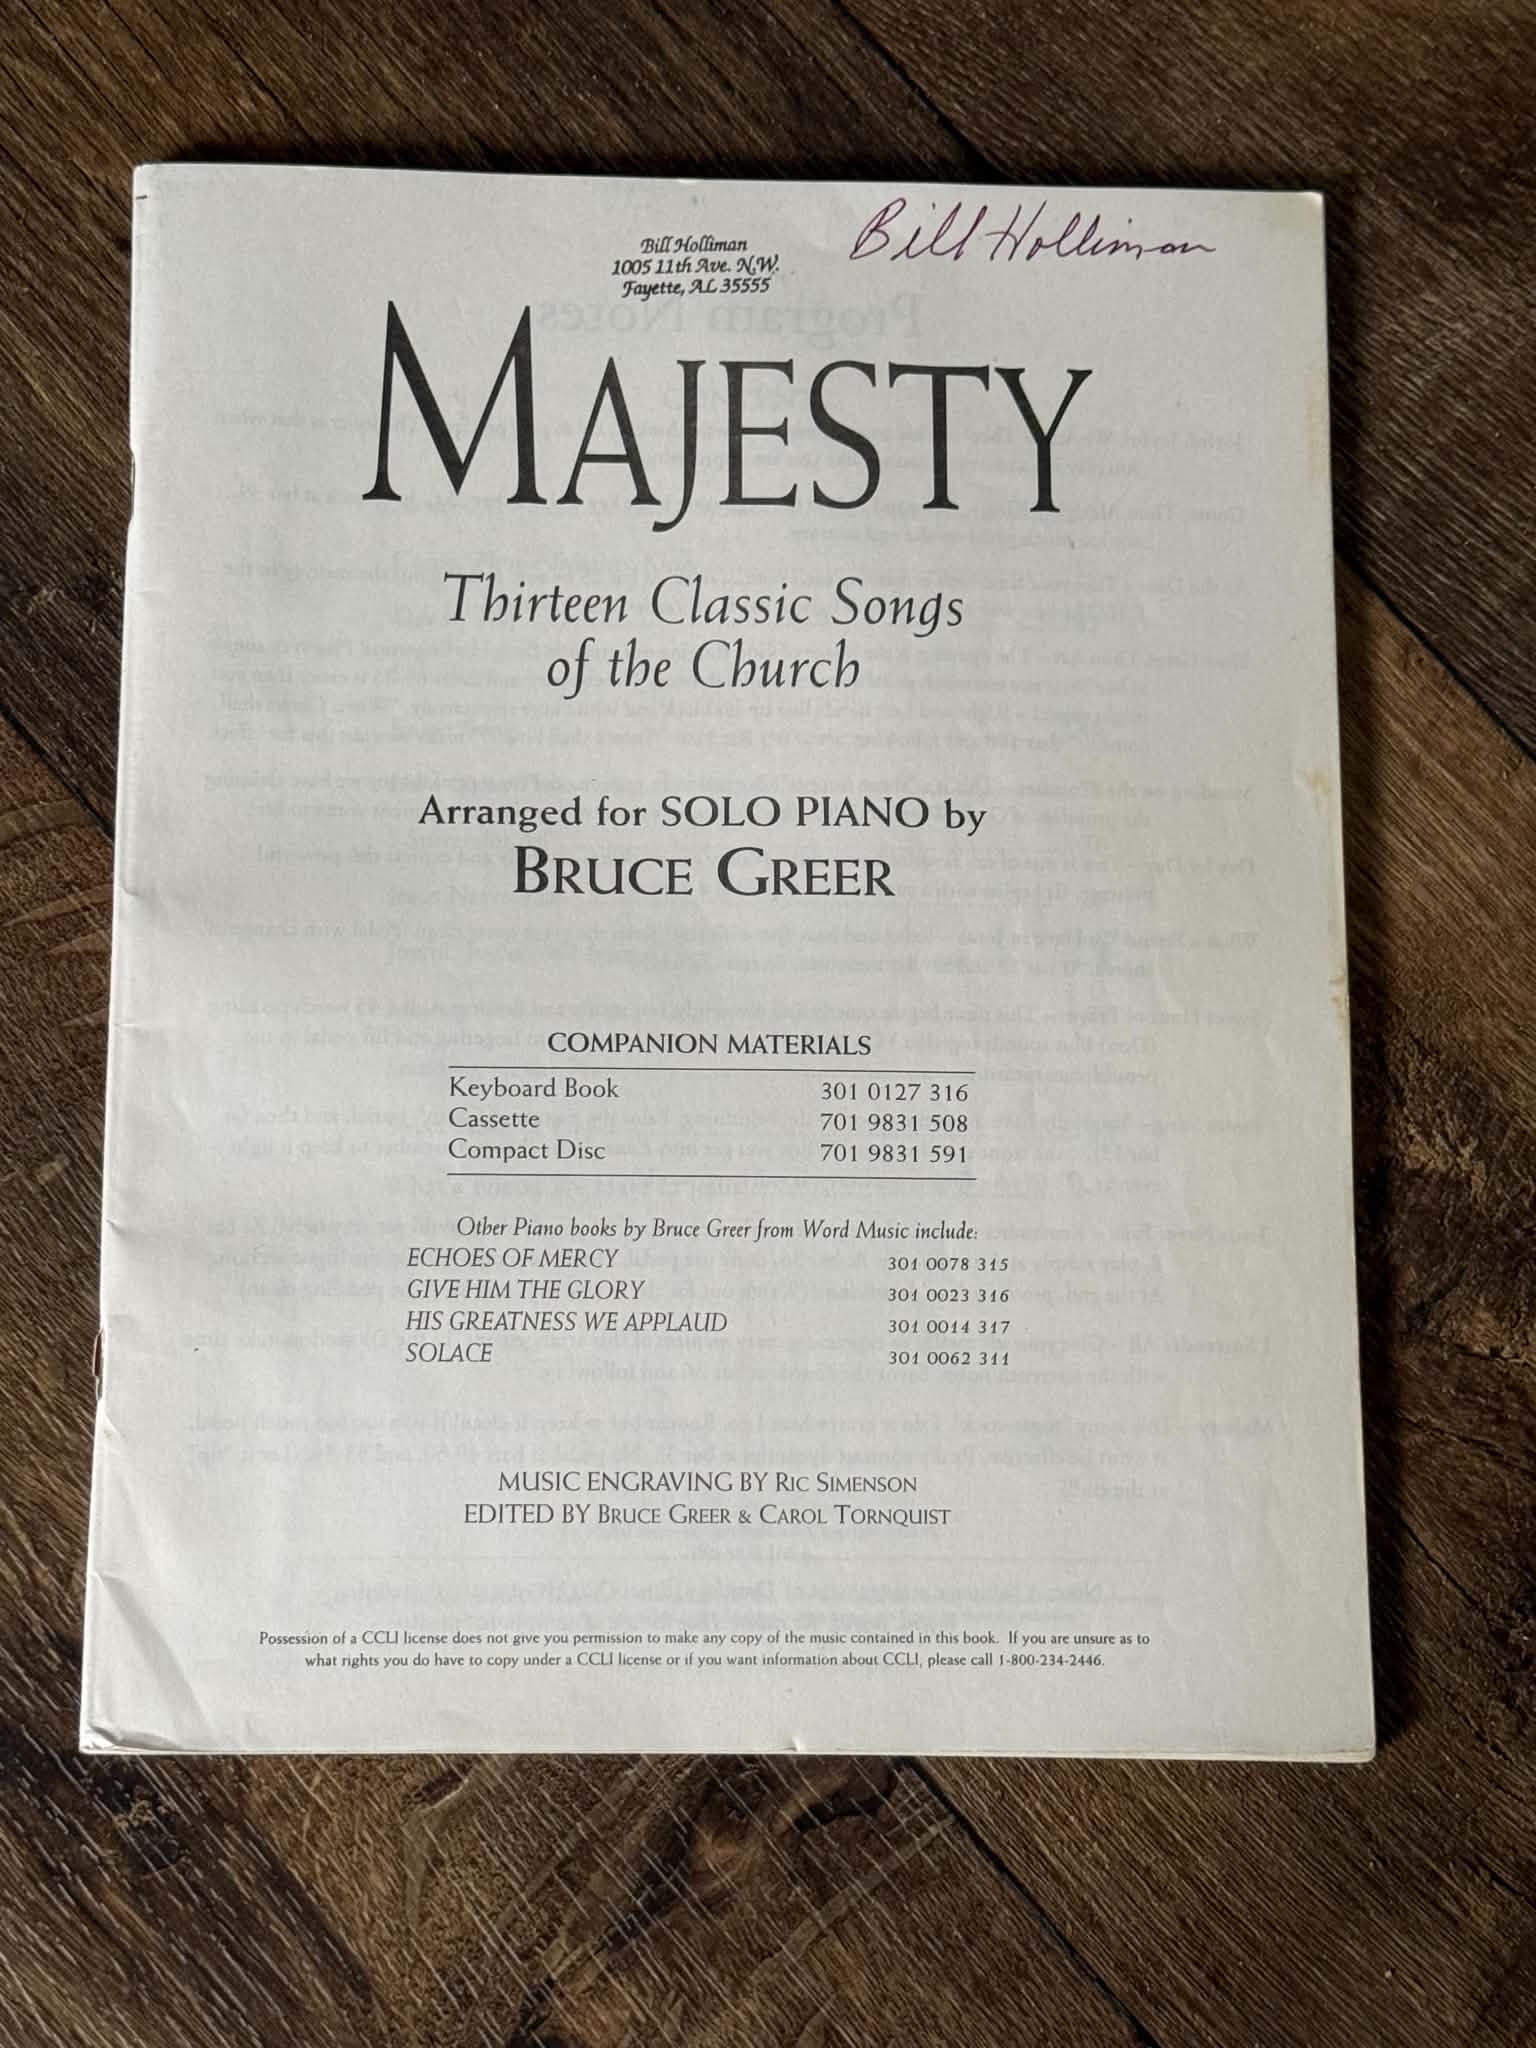 Bill Holliman
Bill Holliman
1005 11th Ave. N.W.
Fayette, AL 35555
MAJESTY
Thirteen Classic Songs
of the Church
Arranged for SOLO PIANO by
BRUCE GREER
COMPANION MATERIALS
Keyboard Book 301 0127 316
Cassette 701 9831 508
Compact Disc 701 9831 591
Other Piano books by Bruce Greer from Word Music include:
ECHOES OF MERCY 301 0078 315
GIVE HIM THE GLORY 301 0023 316
HIS GREATNESS WE APPLAUD 301 0014 317
SOLACE 301 0062 311
MUSIC ENGRAVING BY RIC SIMENSON
EDITED BY BRUCE GREER & CAROL TORNQUIST
Possession of a CCLI license does not give you permission to make any copy of the music contained in this book. If you are unsure as to
what rights you do have to copy under a CCLI license or if you want information about CCLI, please call 1-800-234-2446.